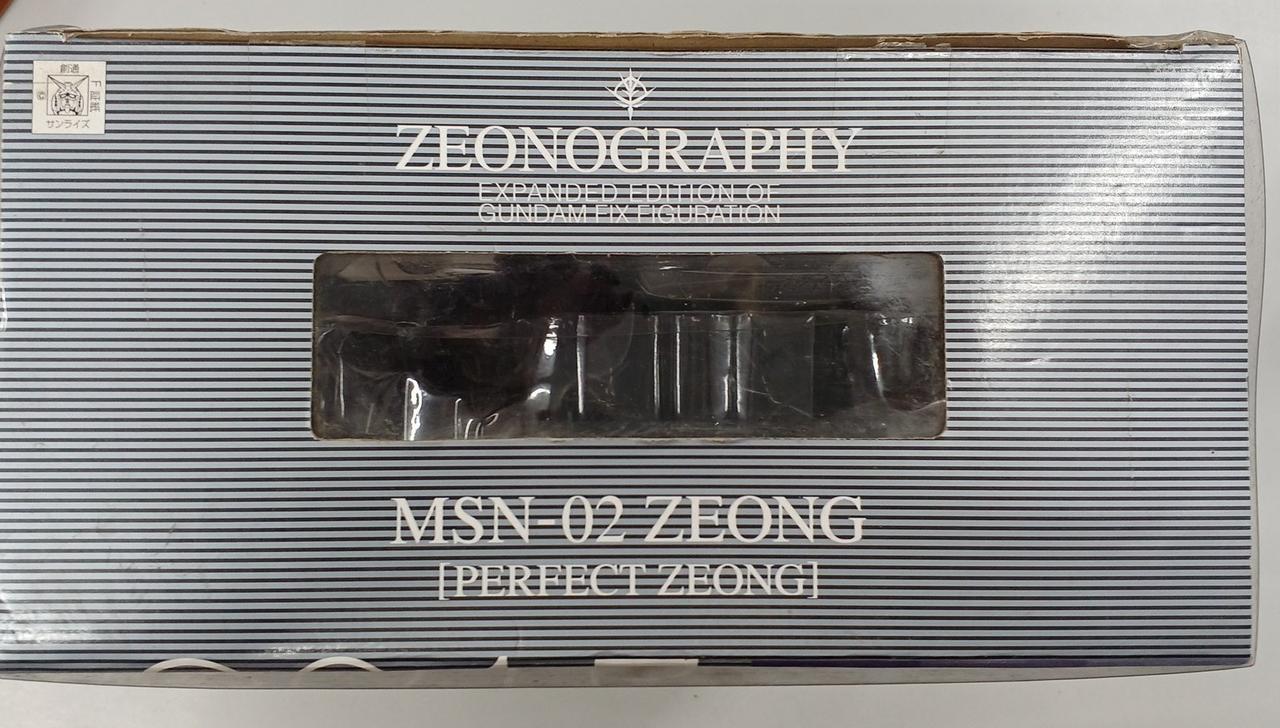 創通
©
サンライズ
ZEONOGRAPHY
EXPANDED EDITION OF
GUNDAM FIX FIGURATION
MSN-02 ZEONG
[PERFECT ZEONG]